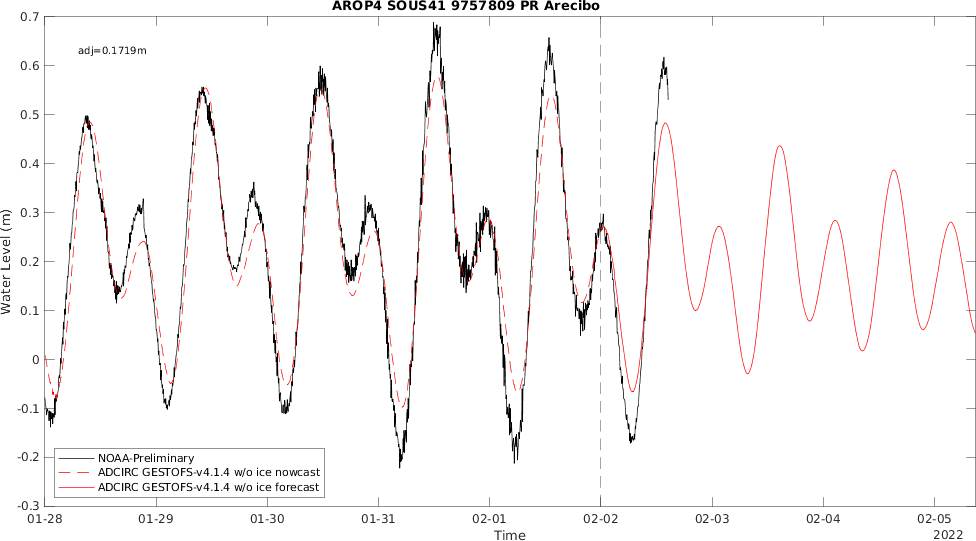 AROP4 SOUS41 9757809 PR Arecibo
adj=0.1719m
Water Level (m)
0.7
0.6
0.5
0.4
0.3
0.2
0.1
0
-0.1
-0.2
-0.3
NOAA-Preliminary
ADCIRC GESTOFS-v4.1.4 w/o ice nowcast
ADCIRC GESTOFS-v4.1.4 w/o ice forecast
01-28 01-29 01-30 01-31 02-01 02-02 02-03 02-04 02-05
Time
2022